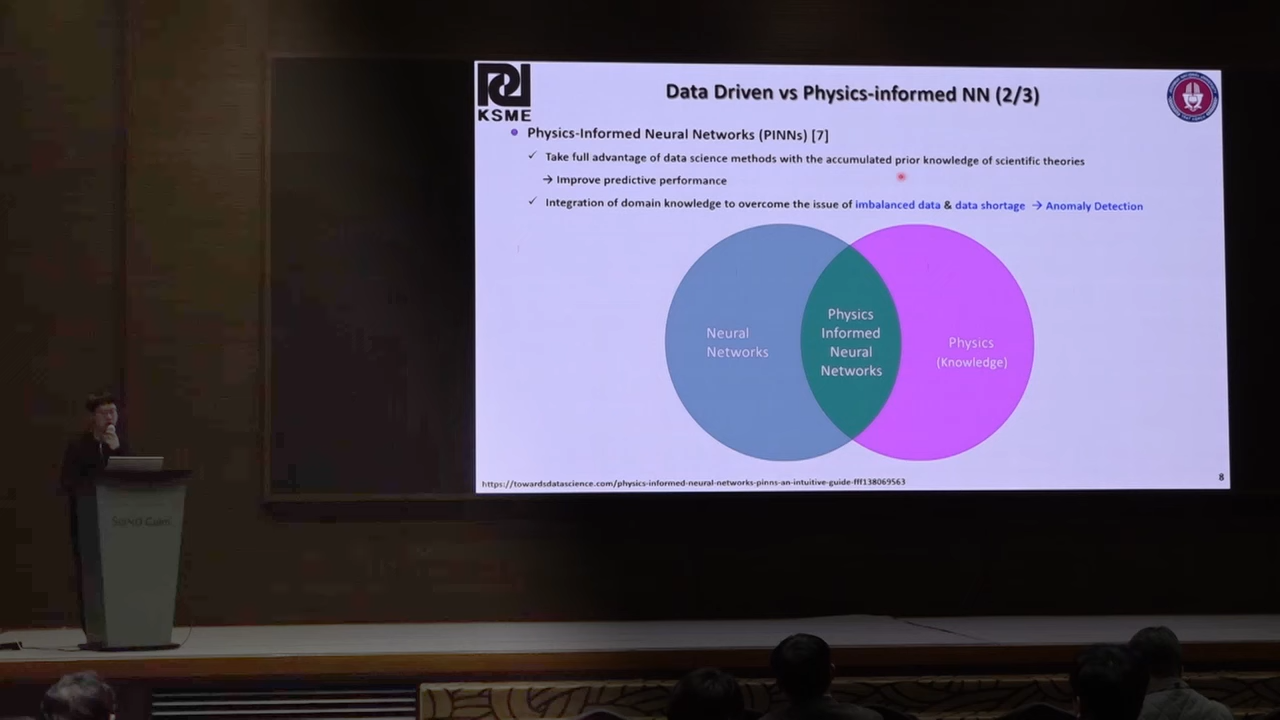 KSME
Data Driven vs Physics-informed NN (2/3)
Physics-Informed Neural Networks (PINNs) [7]
✓ Take full advantage of data science methods with the accumulated prior knowledge of scientific theories
→ Improve predictive performance
✓ Integration of domain knowledge to overcome the issue of imbalanced data & data shortage → Anomaly Detection
Neural
Networks
Physics
Informed
Neural
Networks
Physics
(Knowledge)
https://towardsdatascience.com/physics-informed-neural-networks-pinns-an-intuitive-guide-fff138069563
8